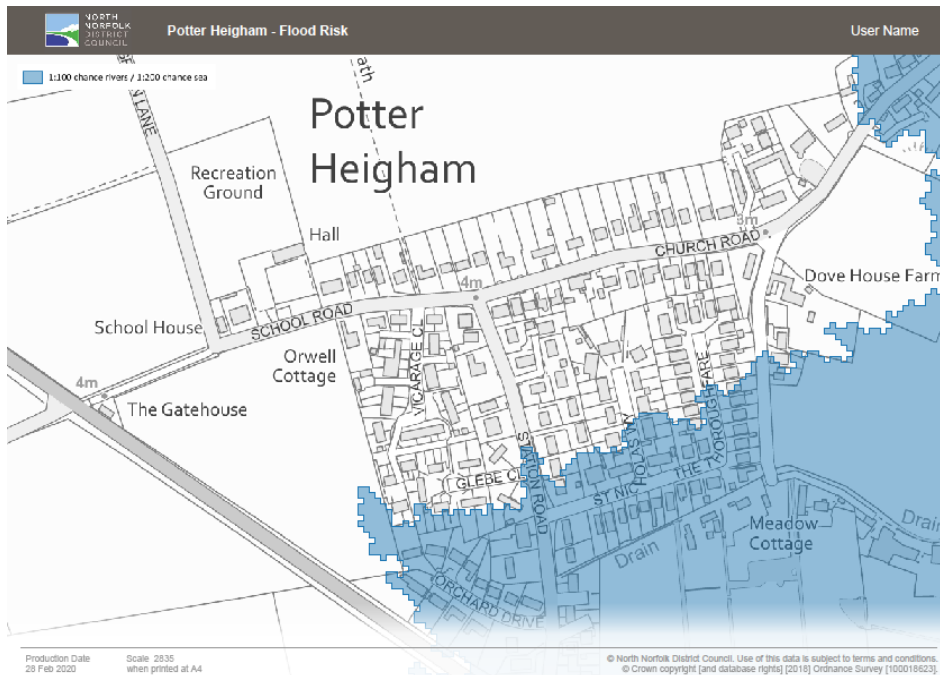 NORTH
NORFOLK
DISTRICT
COUNCIL
Potter Heigham - Flood Risk
User Name
1:100 chance rivers / 1:200 chance sea
LANE
ath
Potter
Heigham
Recreation
Ground
Hall
3m
CHURCH ROAD
Dove House Farm
4m
School House
SCHOOL ROAD
Orwell
Cottage
VICARAGE CL
4m
The Gatehouse
THE THOROUGHFARE
STATION ROAD
GLEBE CL
ST NICHOLAS WY
Meadow
Cottage
Drain
Drain
ORCHARD DRIVE
Production Date
28 Feb 2020
Scale 2835
when printed at A4
© North Norfolk District Council. Use of this data is subject to terms and conditions.
© Crown copyright [and database rights] [2018] Ordnance Survey [100018623].